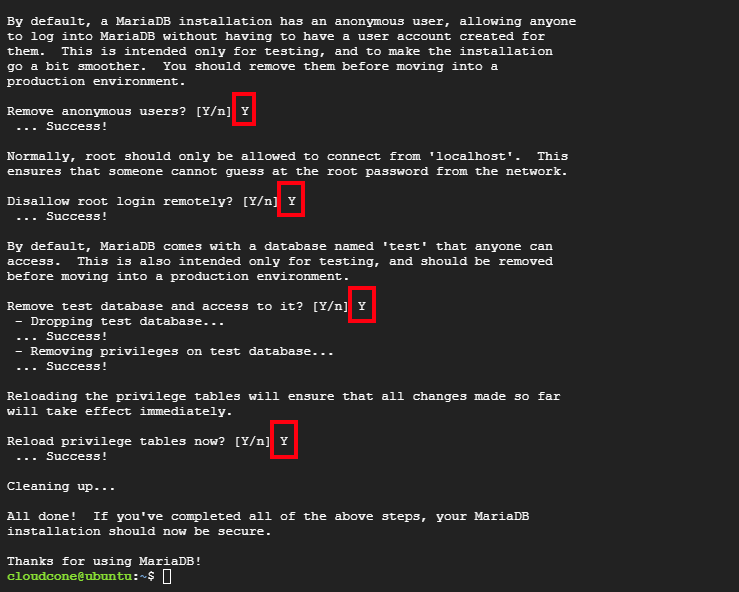 By default, a MariaDB installation has an anonymous user, allowing anyone
to log into MariaDB without having to have a user account created for
them.  This is intended only for testing, and to make the installation
go a bit smoother.  You should remove them before moving into a
production environment.
Remove anonymous users? [Y/n] Y
 ... Success!
Normally, root should only be allowed to connect from 'localhost'.  This
ensures that someone cannot guess at the root password from the network.
Disallow root login remotely? [Y/n] Y
 ... Success!
By default, MariaDB comes with a database named 'test' that anyone can
access.  This is also intended only for testing, and should be removed
before moving into a production environment.
Remove test database and access to it? [Y/n] Y
 - Dropping test database...
 ... Success!
 - Removing privileges on test database...
 ... Success!
Reloading the privilege tables will ensure that all changes made so far
will take effect immediately.
Reload privilege tables now? [Y/n] Y
 ... Success!
Cleaning up...
All done!  If you've completed all of the above steps, your MariaDB
installation should now be secure.
Thanks for using MariaDB!
cloudcone@ubuntu:~$